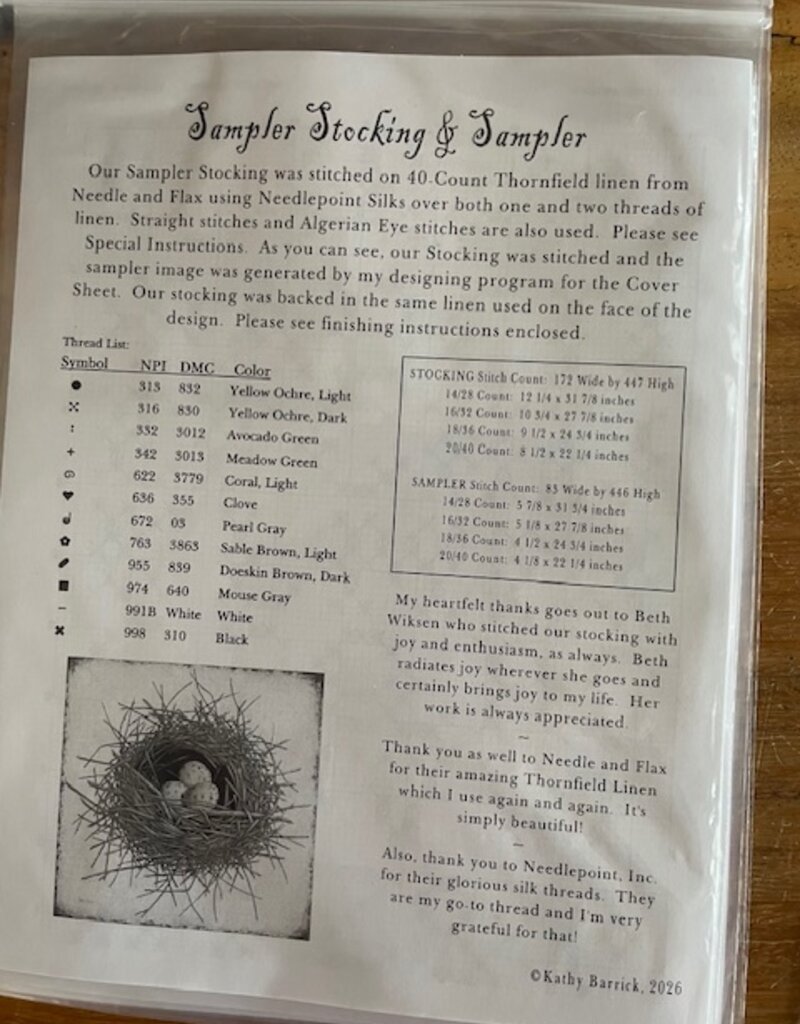 Sampler Stocking & Sampler
Our Sampler Stocking was stitched on 40-Count Thornfield linen from
Needle and Flax using Needlepoint Silks over both one and two threads of
linen. Straight stitches and Algerian Eye stitches are also used. Please see
Special Instructions. As you can see, our Stocking was stitched and the
sampler image was generated by my designing program for the Cover
Sheet. Our stocking was backed in the same linen used on the face of the
design. Please see finishing instructions enclosed.
Thread List:
Symbol NPI DMC Color
313 832 Yellow Ochre, Light
316 830 Yellow Ochre, Dark
332 3012 Avocado Green
342 3013 Meadow Green
622 3779 Coral, Light
636 355 Clove
672 03 Pearl Gray
763 3863 Sable Brown, Light
955 839 Doeskin Brown, Dark
974 640 Mouse Gray
991B White White
998 310 Black
STOCKING Stitch Count: 172 Wide by 447 High
14/28 Count: 12 1/4 x 31 7/8 inches
16/32 Count: 10 3/4 x 27 7/8 inches
18/36 Count: 9 1/2 x 24 3/4 inches
20/40 Count: 8 1/2 x 22 1/4 inches
SAMPLER Stitch Count: 83 Wide by 446 High
14/28 Count: 5 7/8 x 31 3/4 inches
16/32 Count: 5 1/8 x 27 7/8 inches
18/36 Count: 4 1/2 x 24 3/4 inches
20/40 Count: 4 1/8 x 22 1/4 inches
My heartfelt thanks goes out to Beth
Wiksen who stitched our stocking with
joy and enthusiasm, as always. Beth
radiates joy wherever she goes and
certainly brings joy to my life. Her
work is always appreciated.
~
Thank you as well to Needle and Flax
for their amazing Thornfield Linen
which I use again and again. It's
simply beautiful!
~
Also, thank you to Needlepoint, Inc.
for their glorious silk threads. They
are my go-to thread and I'm very
grateful for that!
©Kathy Barrick, 2026